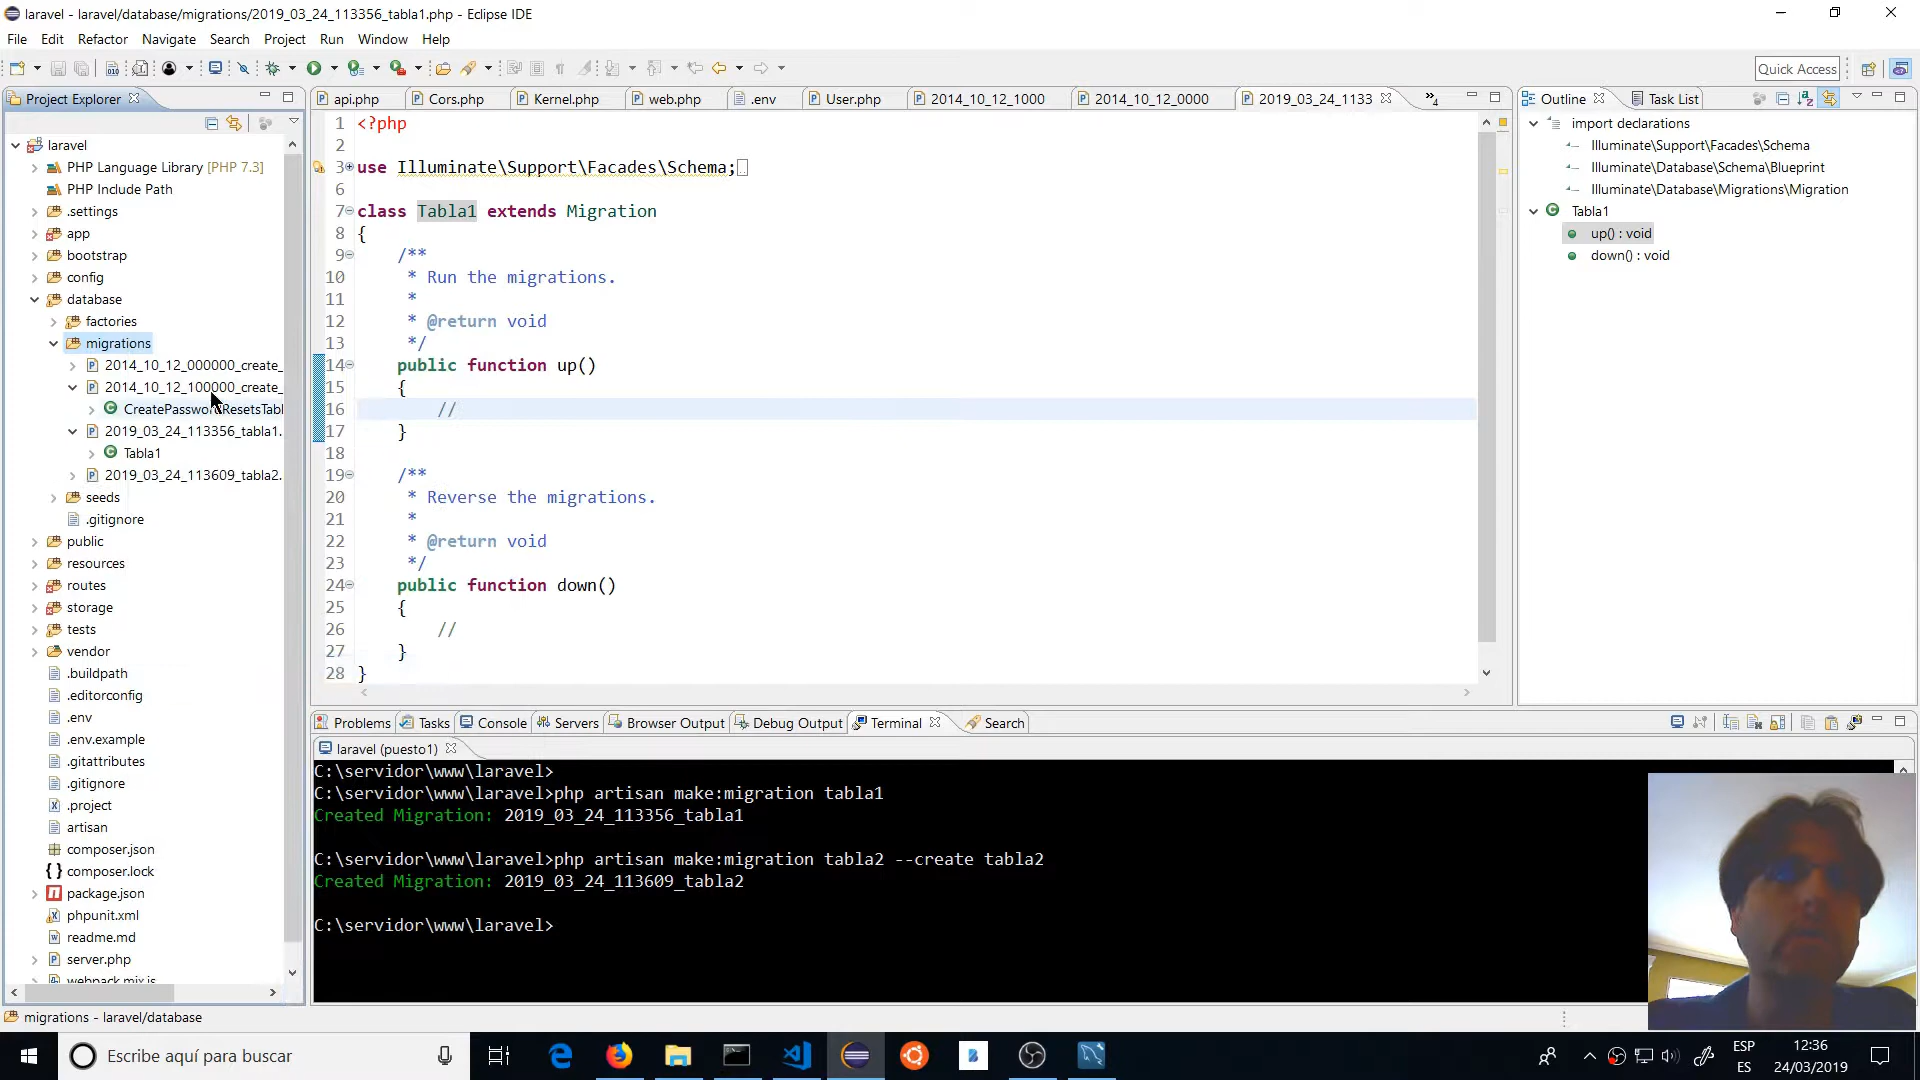 laravel - laravel/database/migrations/2019_03_24_113356_tabla1.php - Eclipse IDE
File Edit Refactor Navigate Search Project Run Window Help
Quick Access
Project Explorer
laravel
PHP Language Library [PHP 7.3]
PHP Include Path
.settings
app
bootstrap
config
database
factories
migrations
2014_10_12_000000_create_
2014_10_12_100000_create_
CreatePasswordResetsTabl
2019_03_24_113356_tabla1.
Tabla1
2019_03_24_113609_tabla2.
seeds
.gitignore
public
resources
routes
storage
tests
vendor
.buildpath
.editorconfig
.env
.env.example
.gitattributes
.gitignore
.project
artisan
composer.json
composer.lock
package.json
phpunit.xml
readme.md
server.php
webpack.mix.js
api.php Cors.php Kernel.php web.php .env User.php 2014_10_12_1000 2014_10_12_0000 2019_03_24_1133 »4
1 <?php
2
3 use Illuminate\Support\Facades\Schema;
6
7 class Tabla1 extends Migration
8 {
9 /**
10 * Run the migrations.
11 *
12 * @return void
13 */
14 public function up()
15 {
16 //
17 }
18
19 /**
20 * Reverse the migrations.
21 *
22 * @return void
23 */
24 public function down()
25 {
26 //
27 }
28 }
Outline Task List
import declarations
Illuminate\Support\Facades\Schema
Illuminate\Database\Schema\Blueprint
Illuminate\Database\Migrations\Migration
Tabla1
up() : void
down() : void
Problems Tasks Console Servers Browser Output Debug Output Terminal Search
laravel (puesto1)
C:\servidor\www\laravel>
C:\servidor\www\laravel>php artisan make:migration tabla1
Created Migration: 2019_03_24_113356_tabla1
C:\servidor\www\laravel>php artisan make:migration tabla2 --create tabla2
Created Migration: 2019_03_24_113609_tabla2
C:\servidor\www\laravel>
migrations - laravel/database
Escribe aquí para buscar
ESP
ES
12:36
24/03/2019